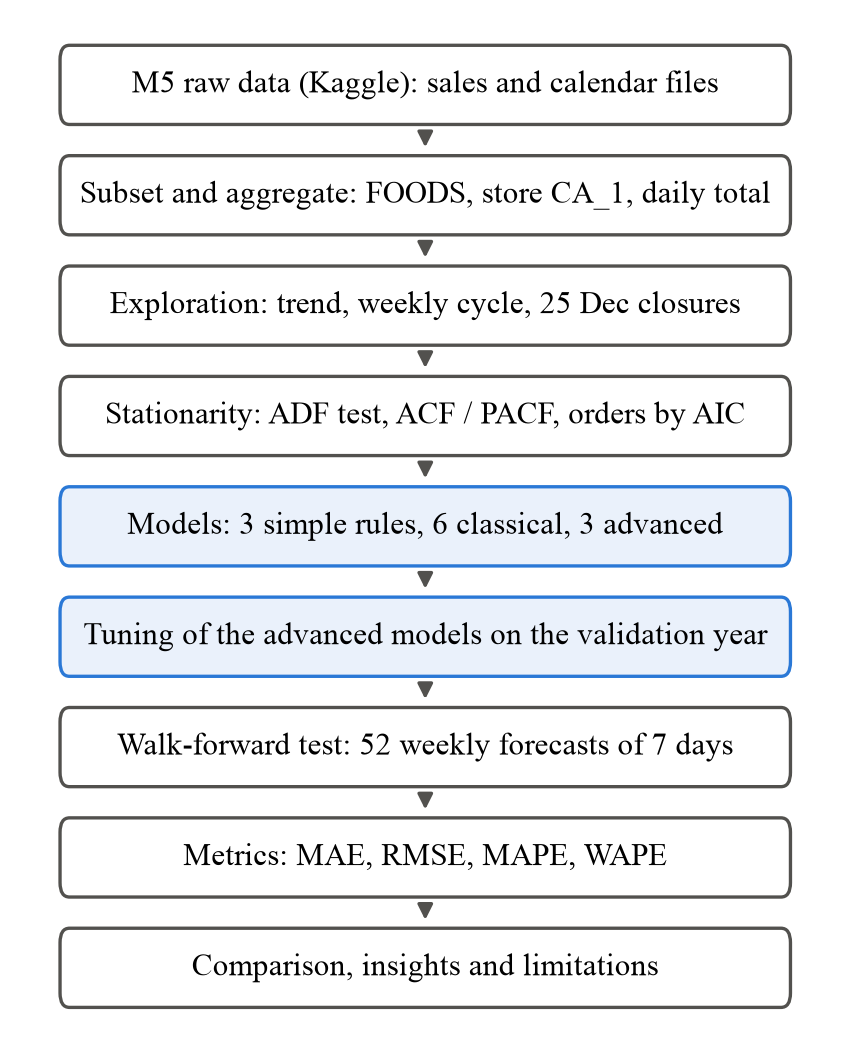 M5 raw data (Kaggle): sales and calendar files
Subset and aggregate: FOODS, store CA_1, daily total
Exploration: trend, weekly cycle, 25 Dec closures
Stationarity: ADF test, ACF / PACF, orders by AIC
Models: 3 simple rules, 6 classical, 3 advanced
Tuning of the advanced models on the validation year
Walk-forward test: 52 weekly forecasts of 7 days
Metrics: MAE, RMSE, MAPE, WAPE
Comparison, insights and limitations